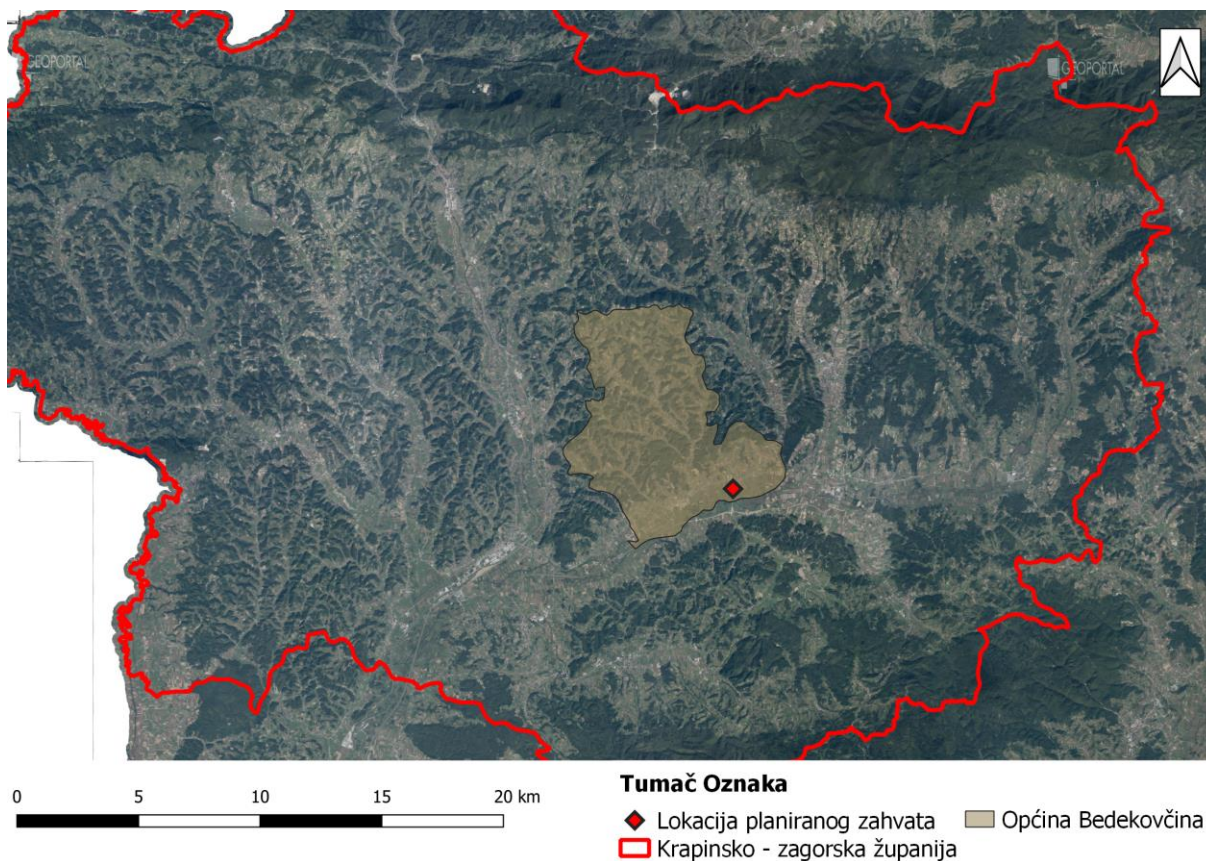 GEOPORTAL
GEOPORTAL
0 5 10 15 20 km
Tumač Oznaka
Lokacija planiranog zahvata
Općina Bedekovčina
Krapinsko - zagorska županija